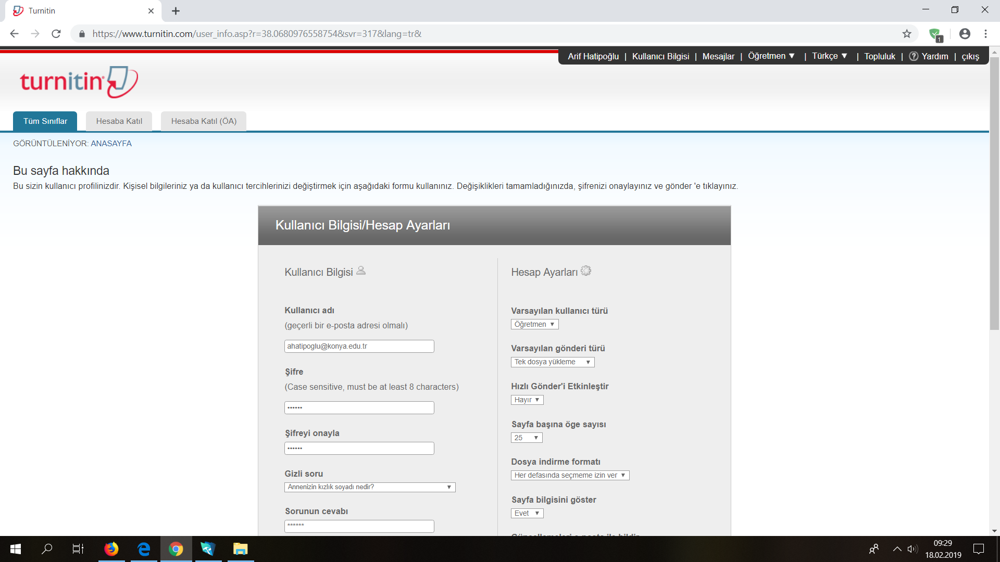 Turnitin
https://www.turnitin.com/user_info.asp?r=38.0680976558754&svr=317&lang=tr&
1
Arif Hatipoğlu | Kullanıcı Bilgisi | Mesajlar | Öğretmen ▼ | Türkçe ▼ | Topluluk | ? Yardım | çıkış
turnitin
Tüm Sınıflar
Hesaba Katıl
Hesaba Katıl (ÖA)
GÖRÜNTÜLENİYOR: ANASAYFA
Bu sayfa hakkında
Bu sizin kullanıcı profilinizdir. Kişisel bilgileriniz ya da kullanıcı tercihlerinizi değiştirmek için aşağıdaki formu kullanınız. Değişiklikleri tamamladığınızda, şifrenizi onaylayınız ve gönder 'e tıklayınız.
Kullanıcı Bilgisi/Hesap Ayarları
Kullanıcı Bilgisi
Kullanıcı adı
(geçerli bir e-posta adresi olmalı)
ahatipoglu@konya.edu.tr
Şifre
(Case sensitive, must be at least 8 characters)
••••••
Şifreyi onayla
••••••
Gizli soru
Annenizin kızlık soyadı nedir?
Sorunun cevabı
******
Hesap Ayarları
Varsayılan kullanıcı türü
Öğretmen
Varsayılan gönderi türü
Tek dosya yükleme
Hızlı Gönder'i Etkinleştir
Hayır
Sayfa başına öge sayısı
25
Dosya indirme formatı
Her defasında seçmeme izin ver
Sayfa bilgisini göster
Evet
Güncellemeleri e-posta ile bildir
09:29
18.02.2019